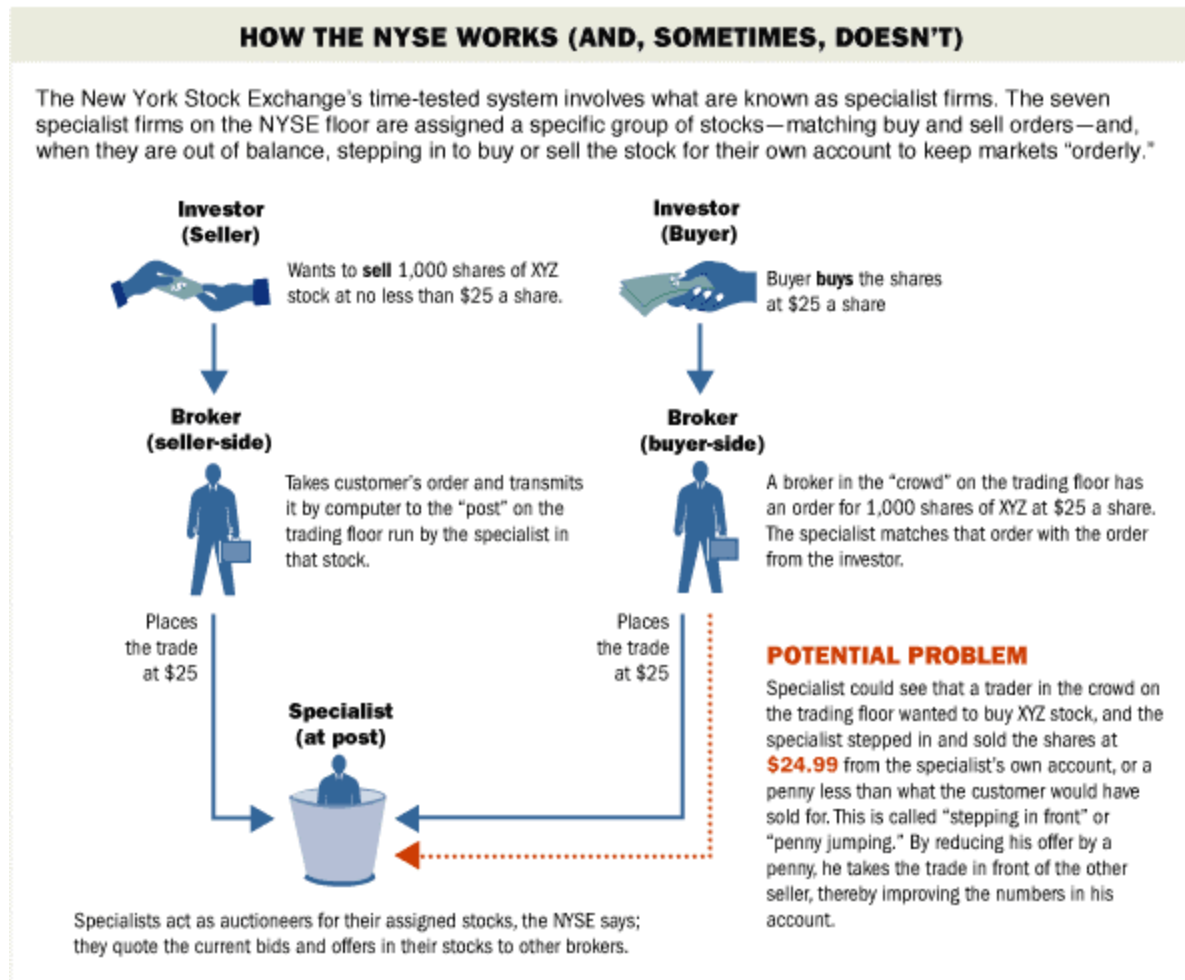 HOW THE NYSE WORKS (AND, SOMETIMES, DOESN'T)
The New York Stock Exchange's time-tested system involves what are known as specialist firms. The seven
specialist firms on the NYSE floor are assigned a specific group of stocks—matching buy and sell orders—and,
when they are out of balance, stepping in to buy or sell the stock for their own account to keep markets “orderly.”
Investor
(Seller)
Wants to sell 1,000 shares of XYZ
stock at no less than $25 a share.
Investor
(Buyer)
Buyer buys the shares
at $25 a share
Broker
(seller-side)
Takes customer's order and transmits
it by computer to the “post” on the
trading floor run by the specialist in
that stock.
Broker
(buyer-side)
A broker in the “crowd” on the trading floor has
an order for 1,000 shares of XYZ at $25 a share.
The specialist matches that order with the order
from the investor.
Places
the trade
at $25
Places
the trade
at $25
Specialist
(at post)
POTENTIAL PROBLEM
Specialist could see that a trader in the crowd on
the trading floor wanted to buy XYZ stock, and the
specialist stepped in and sold the shares at
$24.99 from the specialist's own account, or a
penny less than what the customer would have
sold for. This is called “stepping in front” or
“penny jumping.” By reducing his offer by a
penny, he takes the trade in front of the other
seller, thereby improving the numbers in his
account.
Specialists act as auctioneers for their assigned stocks, the NYSE says;
they quote the current bids and offers in their stocks to other brokers.